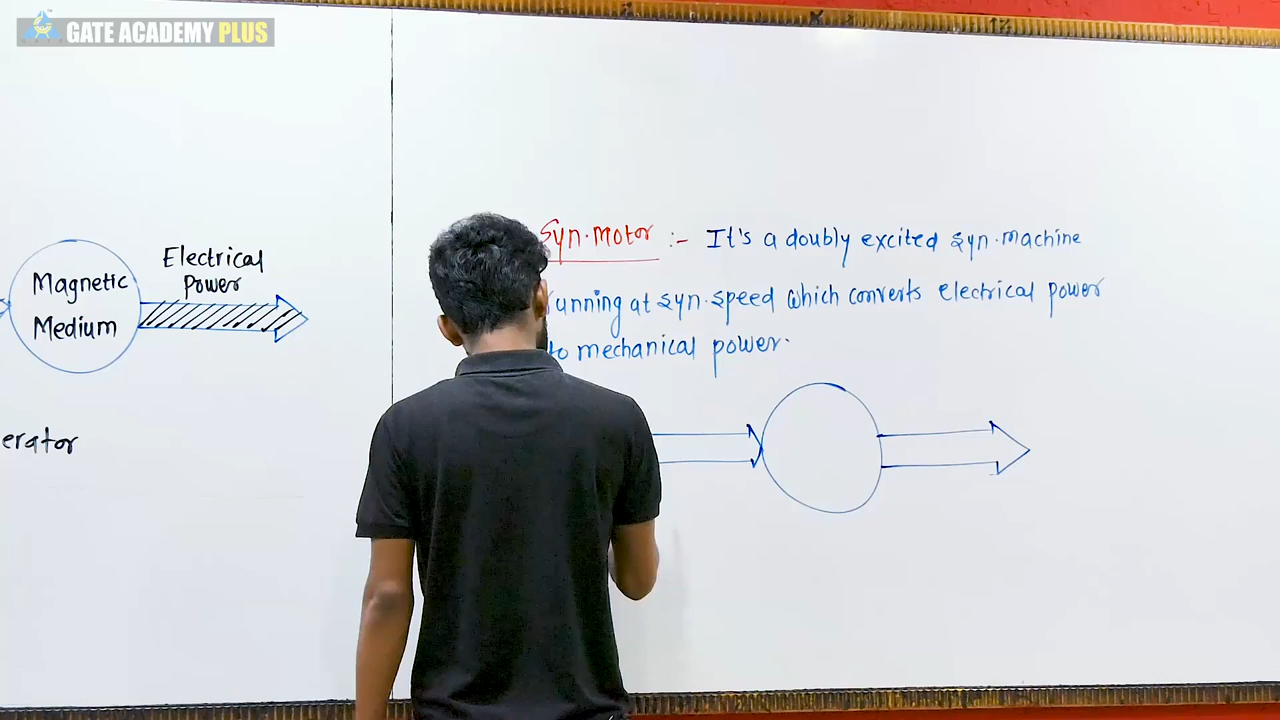 GATE ACADEMY PLUS
Electrical
Power
Magnetic
Medium
erator
Syn. Motor :- It's a doubly excited syn. machine
running at syn. speed which converts electrical power
to mechanical power.